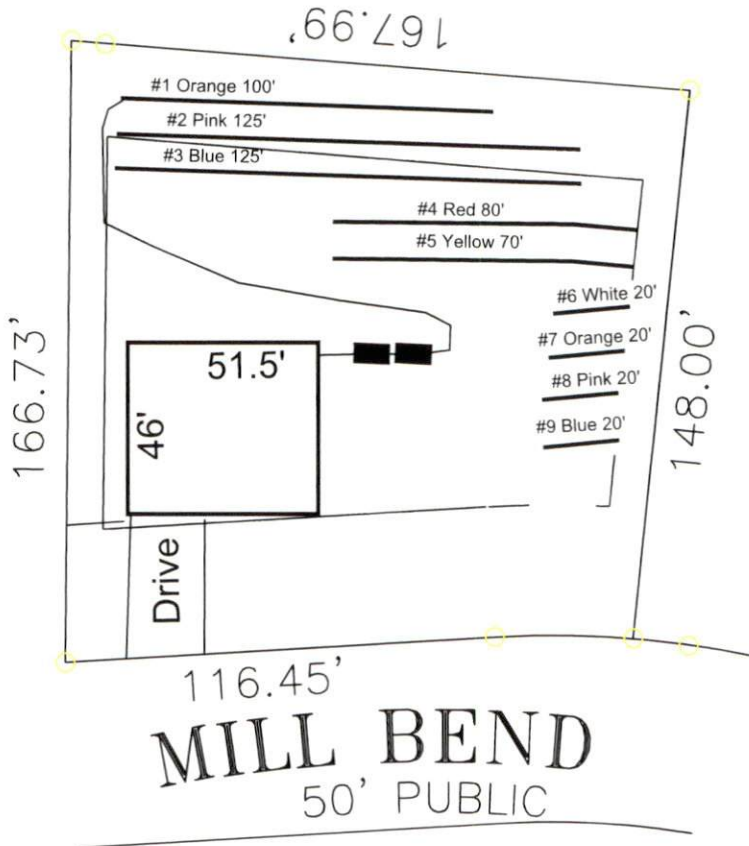 167.99'
#1 Orange 100'
#2 Pink 125'
#3 Blue 125'
#4 Red 80'
#5 Yellow 70'
#6 White 20'
#7 Orange 20'
#8 Pink 20'
#9 Blue 20'
166.73'
148.00'
51.5'
46'
Drive
116.45'
MILL BEND
50' PUBLIC